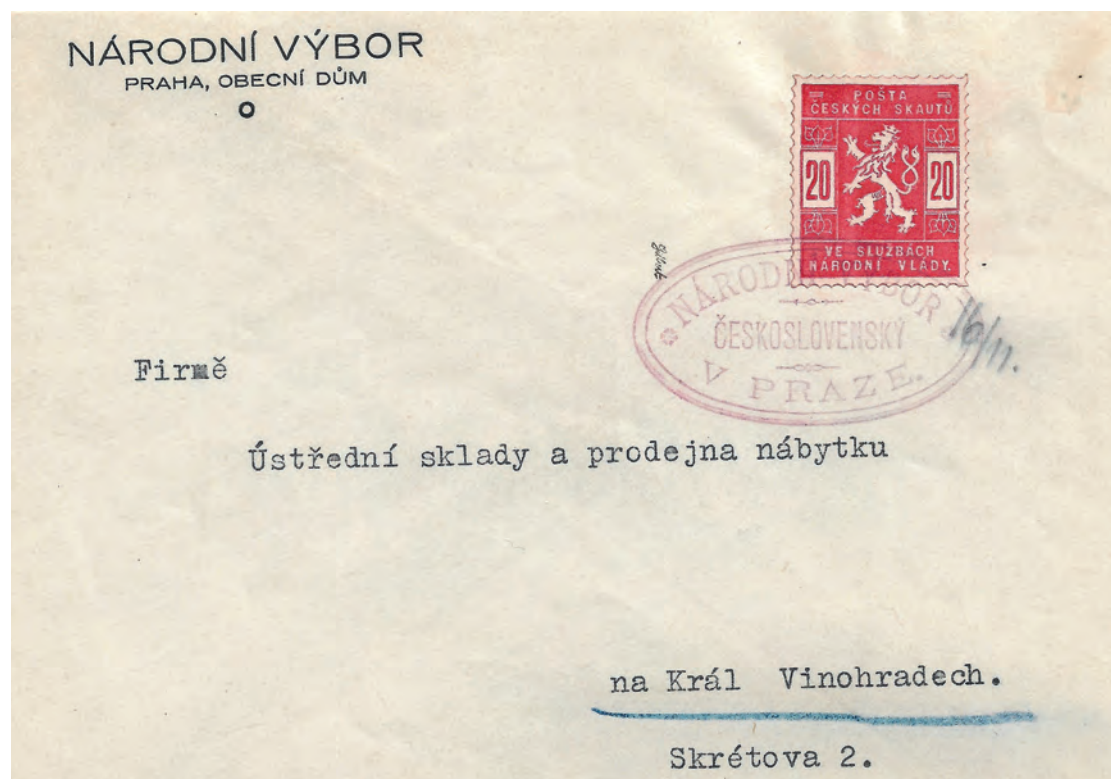 NÁRODNÍ VÝBOR
PRAHA, OBECNÍ DŮM
POŠTA
ČESKÝCH SKAUTŮ
20 20
VE SLUŽBÁCH
NÁRODNÍ VLÁDY.
NÁRODNÍ VÝBOR
ČESKOSLOVENSKÝ
V PRAZE.
16/11.
Firmě
Ústřední sklady a prodejna nábytku
na Král Vinohradech.
Skrétova 2.